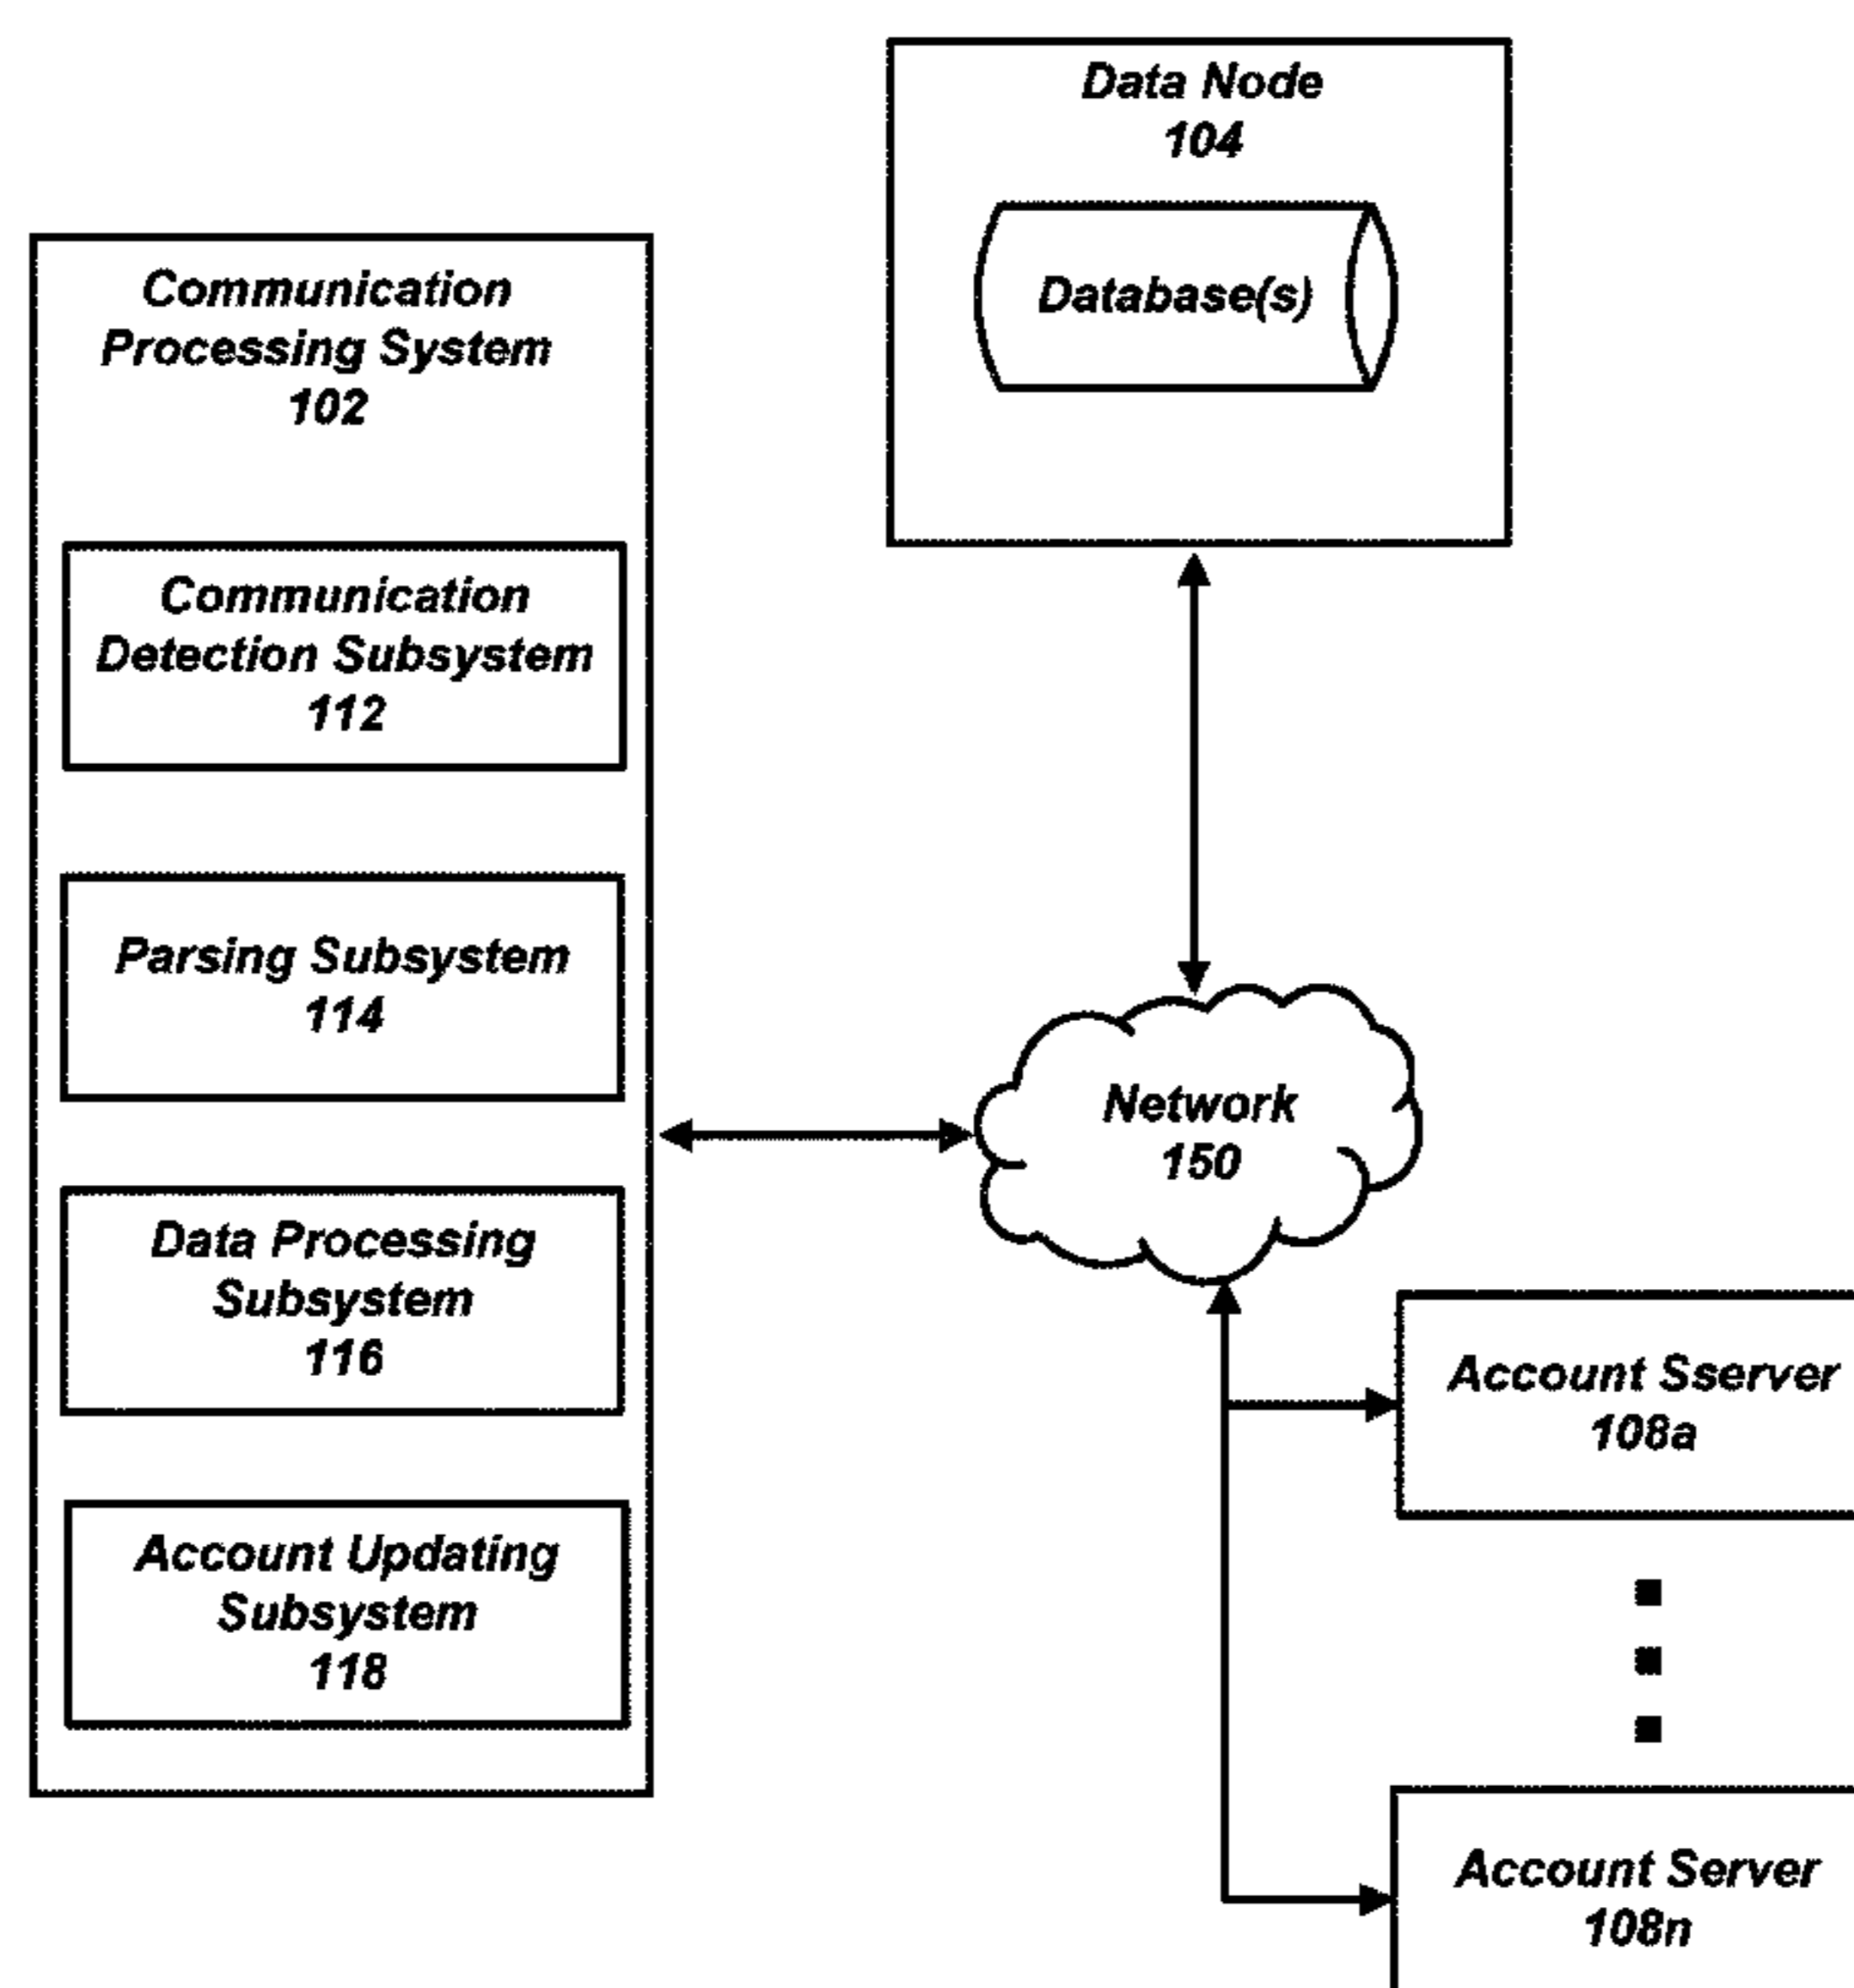 Data Node
104
Database(s)
Communication
Processing System
102
Communication
Detection Subsystem
112
Parsing Subsystem
114
Data Processing
Subsystem
116
Account Updating
Subsystem
118
Network
150
Account Sserver
108a
Account Server
108n